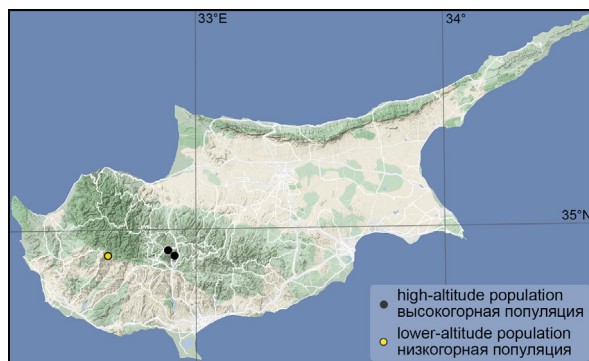 33°E
34°
35°N
high-altitude population
высокогорная популяция
lower-altitude population
низкогорная популяция